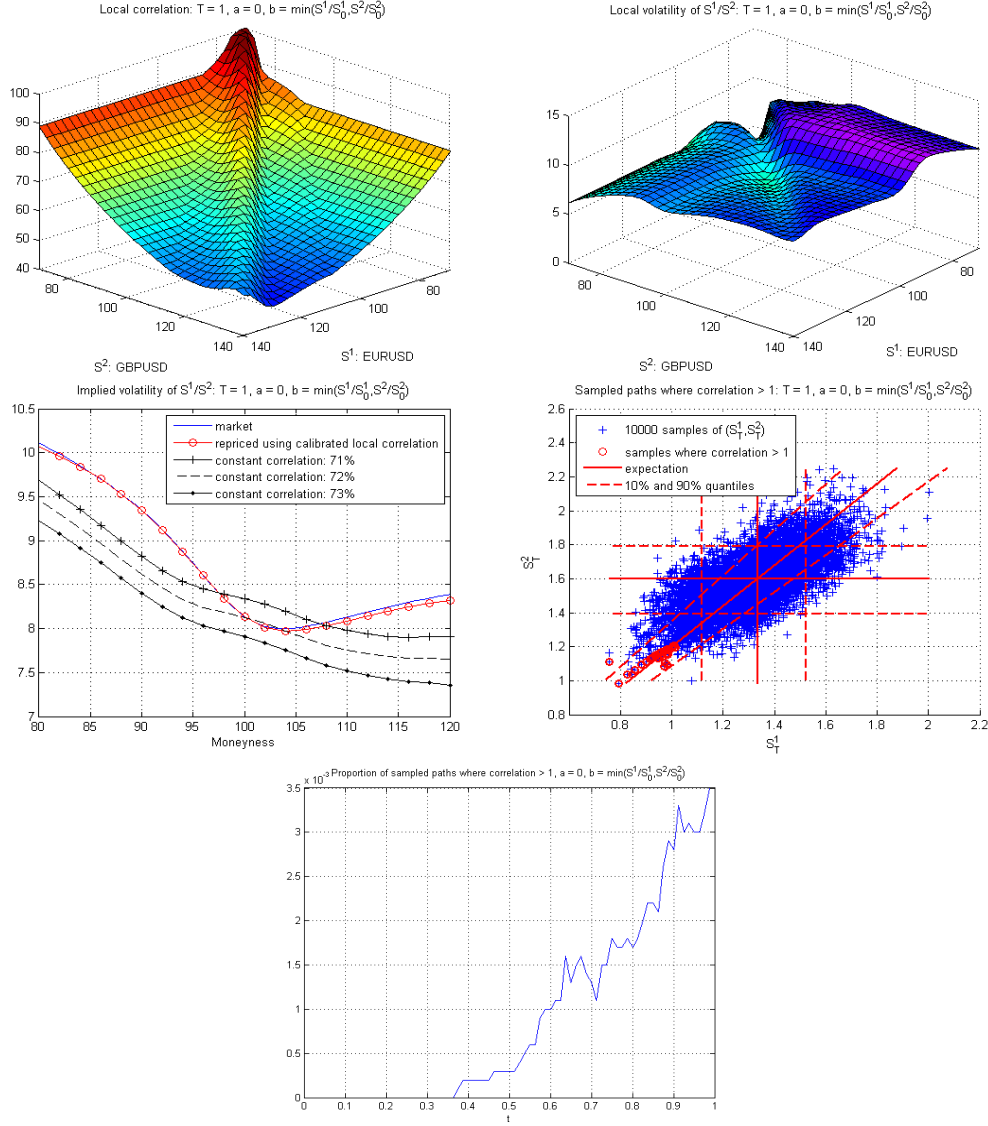 Local correlation: T = 1, a = 0, b = min(S¹/S¹₀,S²/S²₀)
100
90
80
70
60
50
40
80
100
120
140
140
120
100
80
S²: GBPUSD
S¹: EURUSD
Local volatility of S¹/S²: T = 1, a = 0, b = min(S¹/S¹₀,S²/S²₀)
15
10
5
0
80
100
120
140
140
120
100
80
S²: GBPUSD
S¹: EURUSD
Implied volatility of S¹/S²: T = 1, a = 0, b = min(S¹/S¹₀,S²/S²₀)
10.5
10
9.5
9
8.5
8
7.5
7
market
repriced using calibrated local correlation
constant correlation: 71%
constant correlation: 72%
constant correlation: 73%
80 85 90 95 100 105 110 115 120
Moneyness
Sampled paths where correlation > 1: T = 1, a = 0, b = min(S¹/S¹₀,S²/S²₀)
2.6
2.4
2.2
2
1.8
1.6
1.4
1.2
1
0.8
S²_T
10000 samples of (S¹_T,S²_T)
samples where correlation > 1
expectation
10% and 90% quantiles
0.8 1 1.2 1.4 1.6 1.8 2 2.2
S¹_T
x 10⁻³ Proportion of sampled paths where correlation > 1, a = 0, b = min(S¹/S¹₀,S²/S²₀)
3.5
3
2.5
2
1.5
1
0.5
0
0 0.1 0.2 0.3 0.4 0.5 0.6 0.7 0.8 0.9 1
t